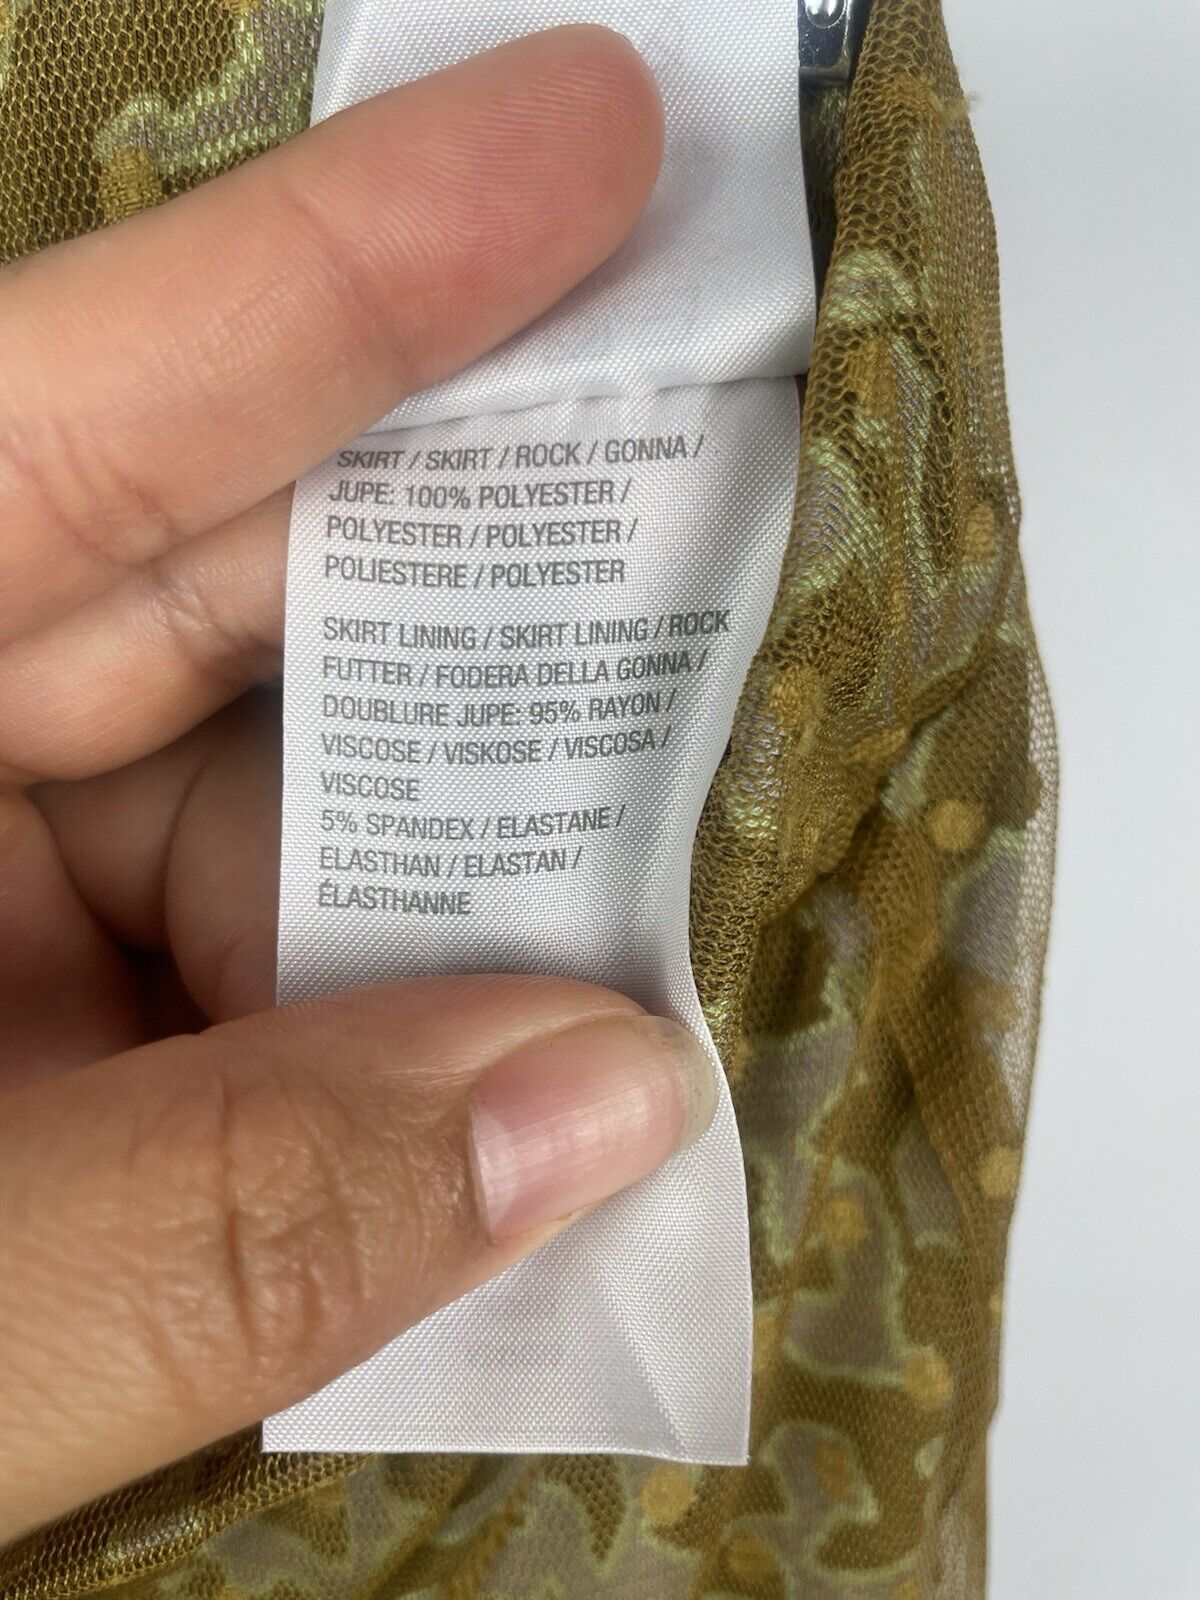 SKIRT / SKIRT / ROCK / GONNA /
JUPE: 100% POLYESTER /
POLYESTER / POLYESTER /
POLIESTERE / POLYESTER
SKIRT LINING / SKIRT LINING / ROCK
FUTTER / FODERA DELLA GONNA /
DOUBLURE JUPE: 95% RAYON /
VISCOSE / VISKOSE / VISCOSA /
VISCOSE
5% SPANDEX / ELASTANE /
ELASTHAN / ELASTAN /
ÉLASTHANNE